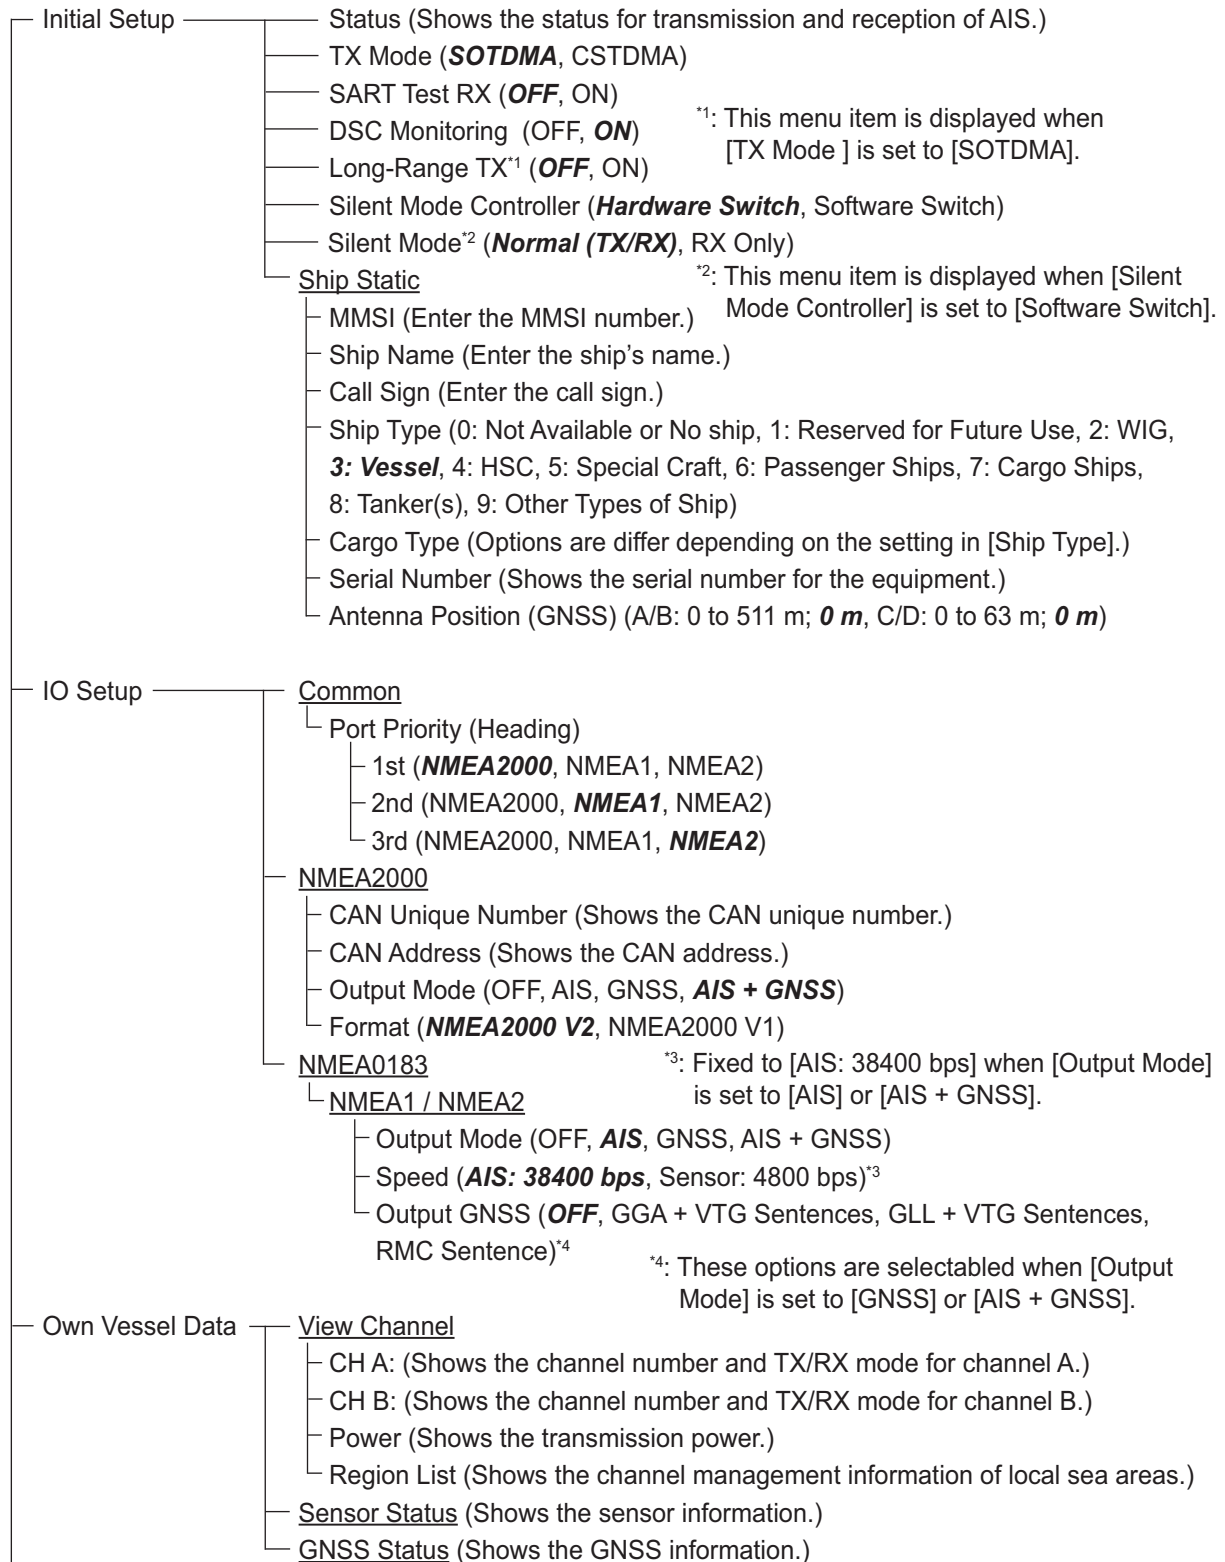 Initial Setup
Status (Shows the status for transmission and reception of AIS.)
TX Mode (SOTDMA, CSTDMA)
SART Test RX (OFF, ON)
DSC Monitoring (OFF, ON)
*1: This menu item is displayed when
[TX Mode ] is set to [SOTDMA].
Long-Range TX*1 (OFF, ON)
Silent Mode Controller (Hardware Switch, Software Switch)
Silent Mode*2 (Normal (TX/RX), RX Only)
*2: This menu item is displayed when [Silent
Mode Controller] is set to [Software Switch].
Ship Static
MMSI (Enter the MMSI number.)
Ship Name (Enter the ship's name.)
Call Sign (Enter the call sign.)
Ship Type (0: Not Available or No ship, 1: Reserved for Future Use, 2: WIG,
3: Vessel, 4: HSC, 5: Special Craft, 6: Passenger Ships, 7: Cargo Ships,
8: Tanker(s), 9: Other Types of Ship)
Cargo Type (Options are differ depending on the setting in [Ship Type].)
Serial Number (Shows the serial number for the equipment.)
Antenna Position (GNSS) (A/B: 0 to 511 m; 0 m, C/D: 0 to 63 m; 0 m)
IO Setup
Common
Port Priority (Heading)
1st (NMEA2000, NMEA1, NMEA2)
2nd (NMEA2000, NMEA1, NMEA2)
3rd (NMEA2000, NMEA1, NMEA2)
NMEA2000
CAN Unique Number (Shows the CAN unique number.)
CAN Address (Shows the CAN address.)
Output Mode (OFF, AIS, GNSS, AIS + GNSS)
Format (NMEA2000 V2, NMEA2000 V1)
NMEA0183
*3: Fixed to [AIS: 38400 bps] when [Output Mode]
is set to [AIS] or [AIS + GNSS].
NMEA1 / NMEA2
Output Mode (OFF, AIS, GNSS, AIS + GNSS)
Speed (AIS: 38400 bps, Sensor: 4800 bps)*3
Output GNSS (OFF, GGA + VTG Sentences, GLL + VTG Sentences,
RMC Sentence)*4
*4: These options are selectabled when [Output
Mode] is set to [GNSS] or [AIS + GNSS].
Own Vessel Data
View Channel
CH A: (Shows the channel number and TX/RX mode for channel A.)
CH B: (Shows the channel number and TX/RX mode for channel B.)
Power (Shows the transmission power.)
Region List (Shows the channel management information of local sea areas.)
Sensor Status (Shows the sensor information.)
GNSS Status (Shows the GNSS information.)